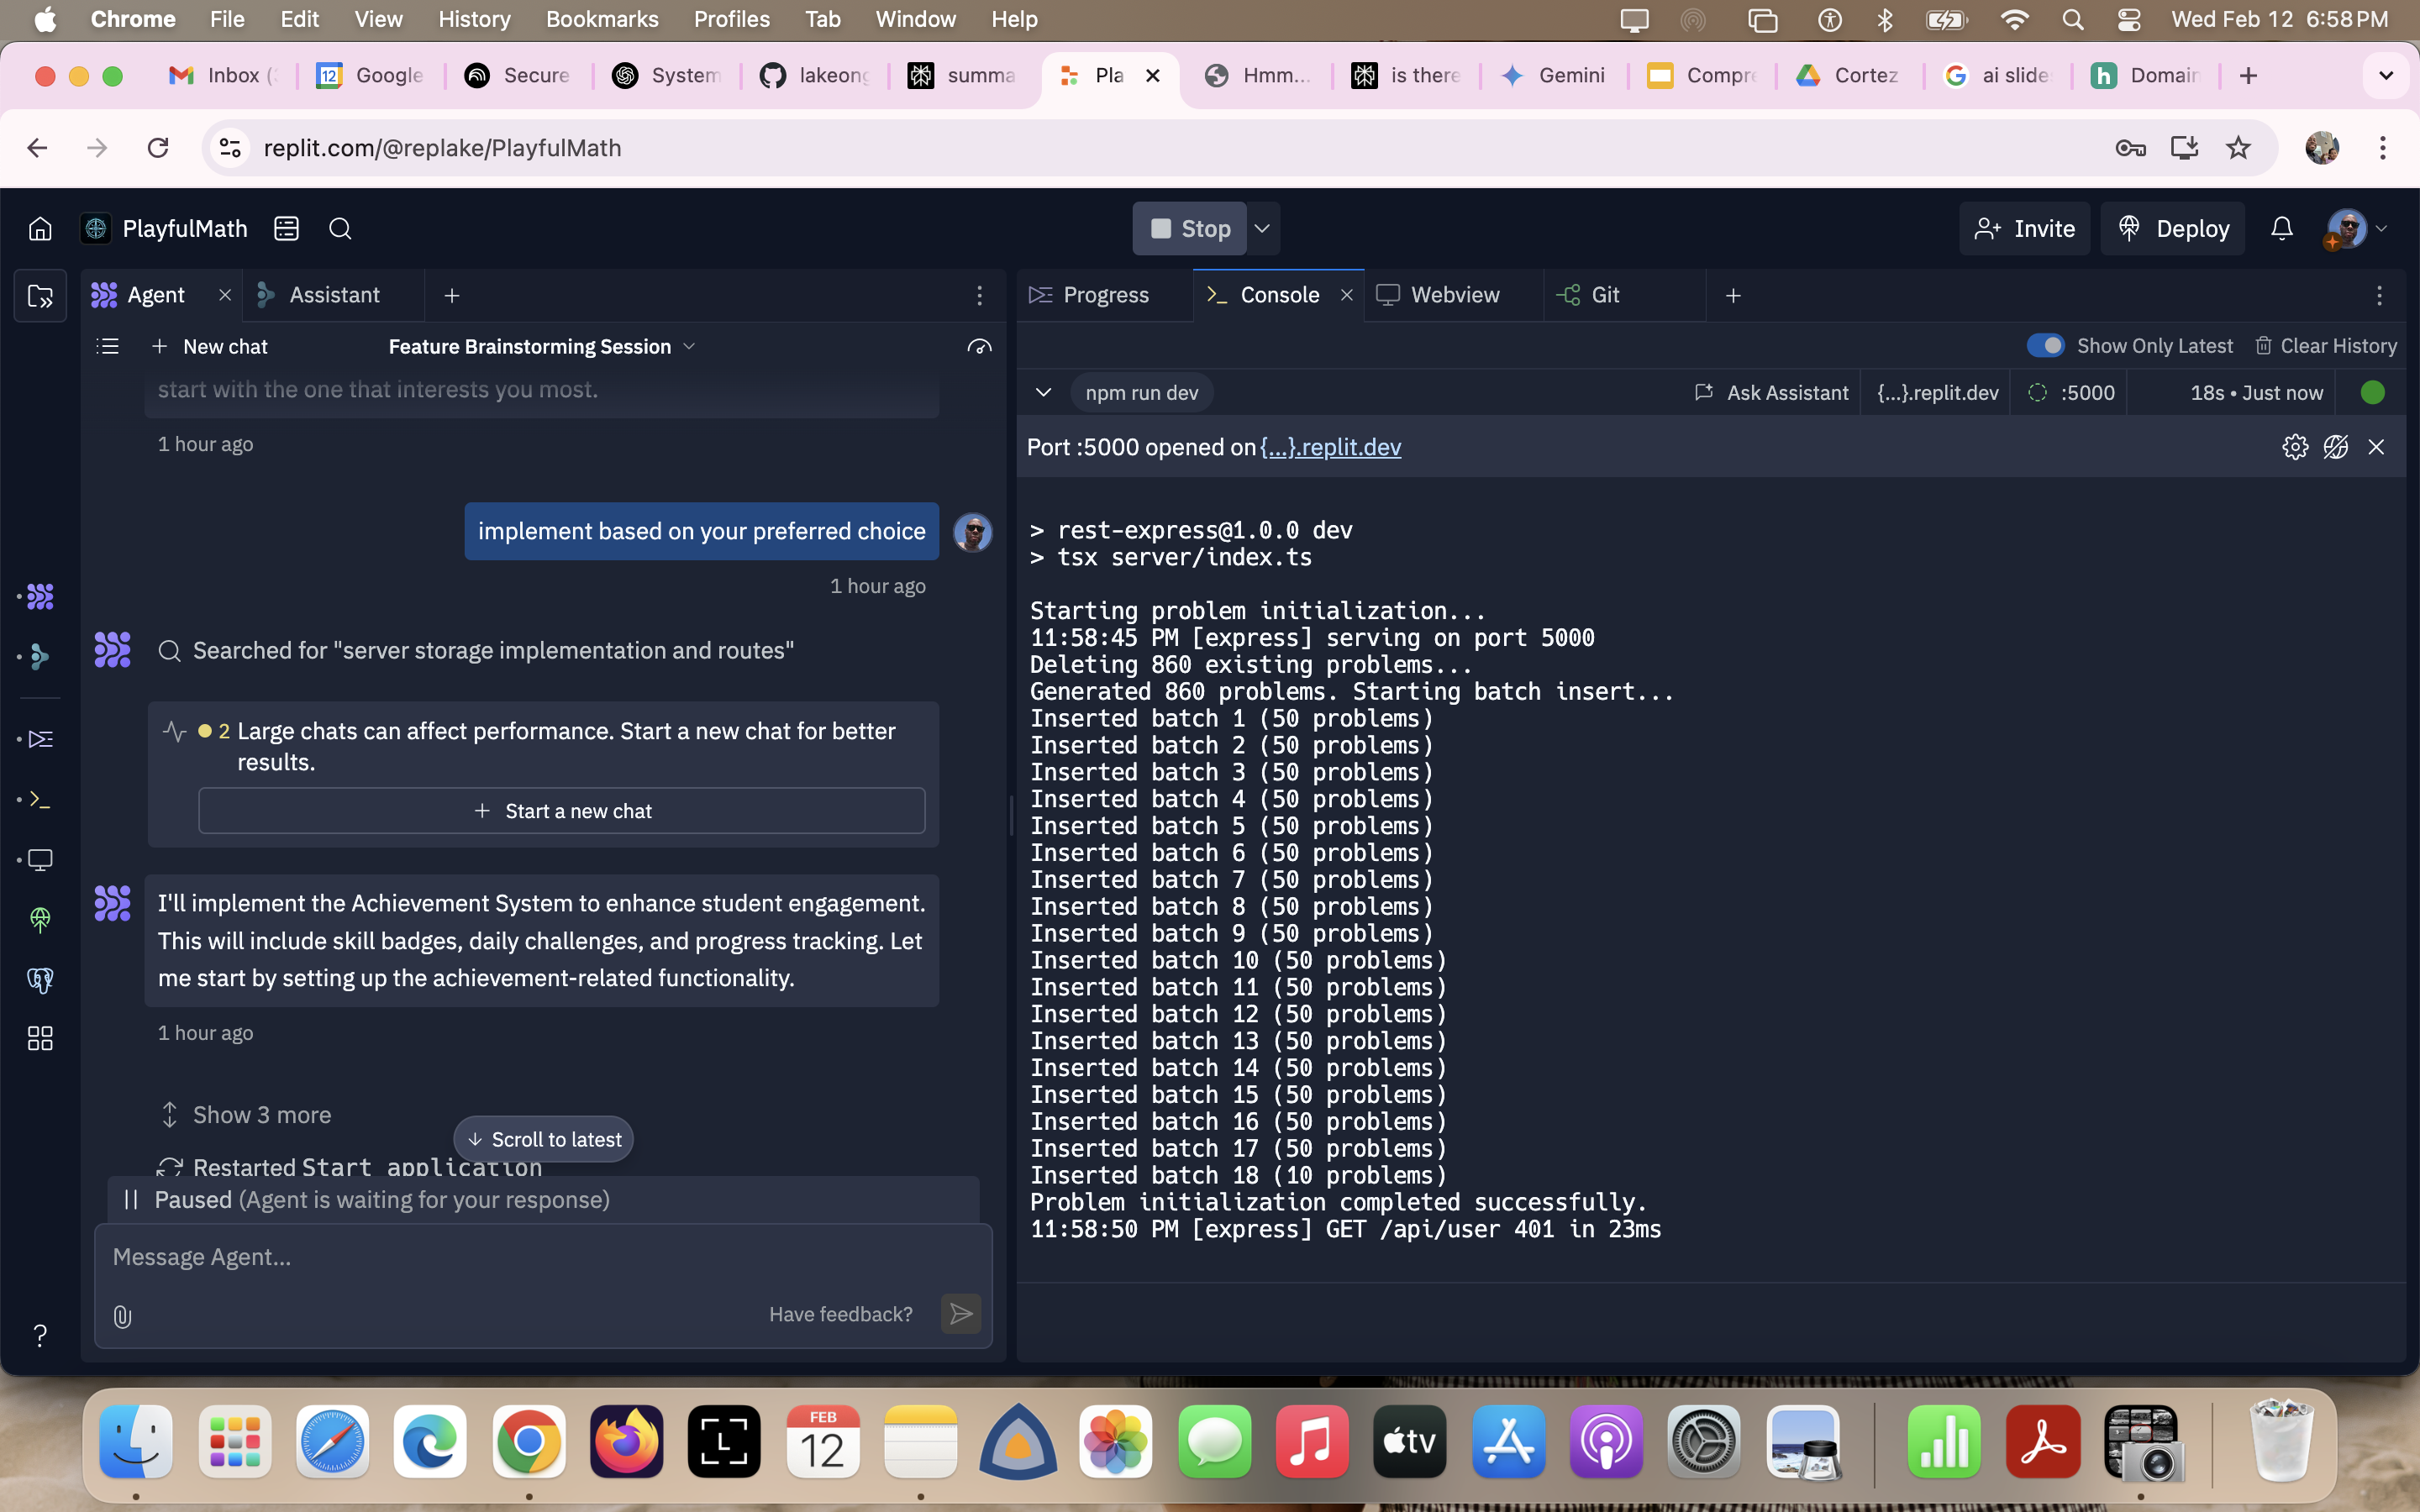 Chrome File Edit View History Bookmarks Profiles Tab Window Help Wed Feb 12 6:58 PM
Inbox ( 12 Google Secure System lakeong summa Pla Hmm... is there Gemini Compre Cortez ai slide Domain
replit.com/@replake/PlayfulMath
PlayfulMath Stop Invite Deploy
Agent Assistant
New chat Feature Brainstorming Session
start with the one that interests you most.
1 hour ago
implement based on your preferred choice
1 hour ago
Searched for "server storage implementation and routes"
2 Large chats can affect performance. Start a new chat for better
results.
Start a new chat
I'll implement the Achievement System to enhance student engagement.
This will include skill badges, daily challenges, and progress tracking. Let
me start by setting up the achievement-related functionality.
1 hour ago
Show 3 more
Scroll to latest
Restarted Start application
Paused (Agent is waiting for your response)
Message Agent...
Have feedback?
?
Progress Console Webview Git
Show Only Latest Clear History
npm run dev Ask Assistant {...}.replit.dev :5000 18s • Just now
Port :5000 opened on {...}.replit.dev
> rest-express@1.0.0 dev
> tsx server/index.ts
Starting problem initialization...
11:58:45 PM [express] serving on port 5000
Deleting 860 existing problems...
Generated 860 problems. Starting batch insert...
Inserted batch 1 (50 problems)
Inserted batch 2 (50 problems)
Inserted batch 3 (50 problems)
Inserted batch 4 (50 problems)
Inserted batch 5 (50 problems)
Inserted batch 6 (50 problems)
Inserted batch 7 (50 problems)
Inserted batch 8 (50 problems)
Inserted batch 9 (50 problems)
Inserted batch 10 (50 problems)
Inserted batch 11 (50 problems)
Inserted batch 12 (50 problems)
Inserted batch 13 (50 problems)
Inserted batch 14 (50 problems)
Inserted batch 15 (50 problems)
Inserted batch 16 (50 problems)
Inserted batch 17 (50 problems)
Inserted batch 18 (10 problems)
Problem initialization completed successfully.
11:58:50 PM [express] GET /api/user 401 in 23ms
L
FEB
12
tv